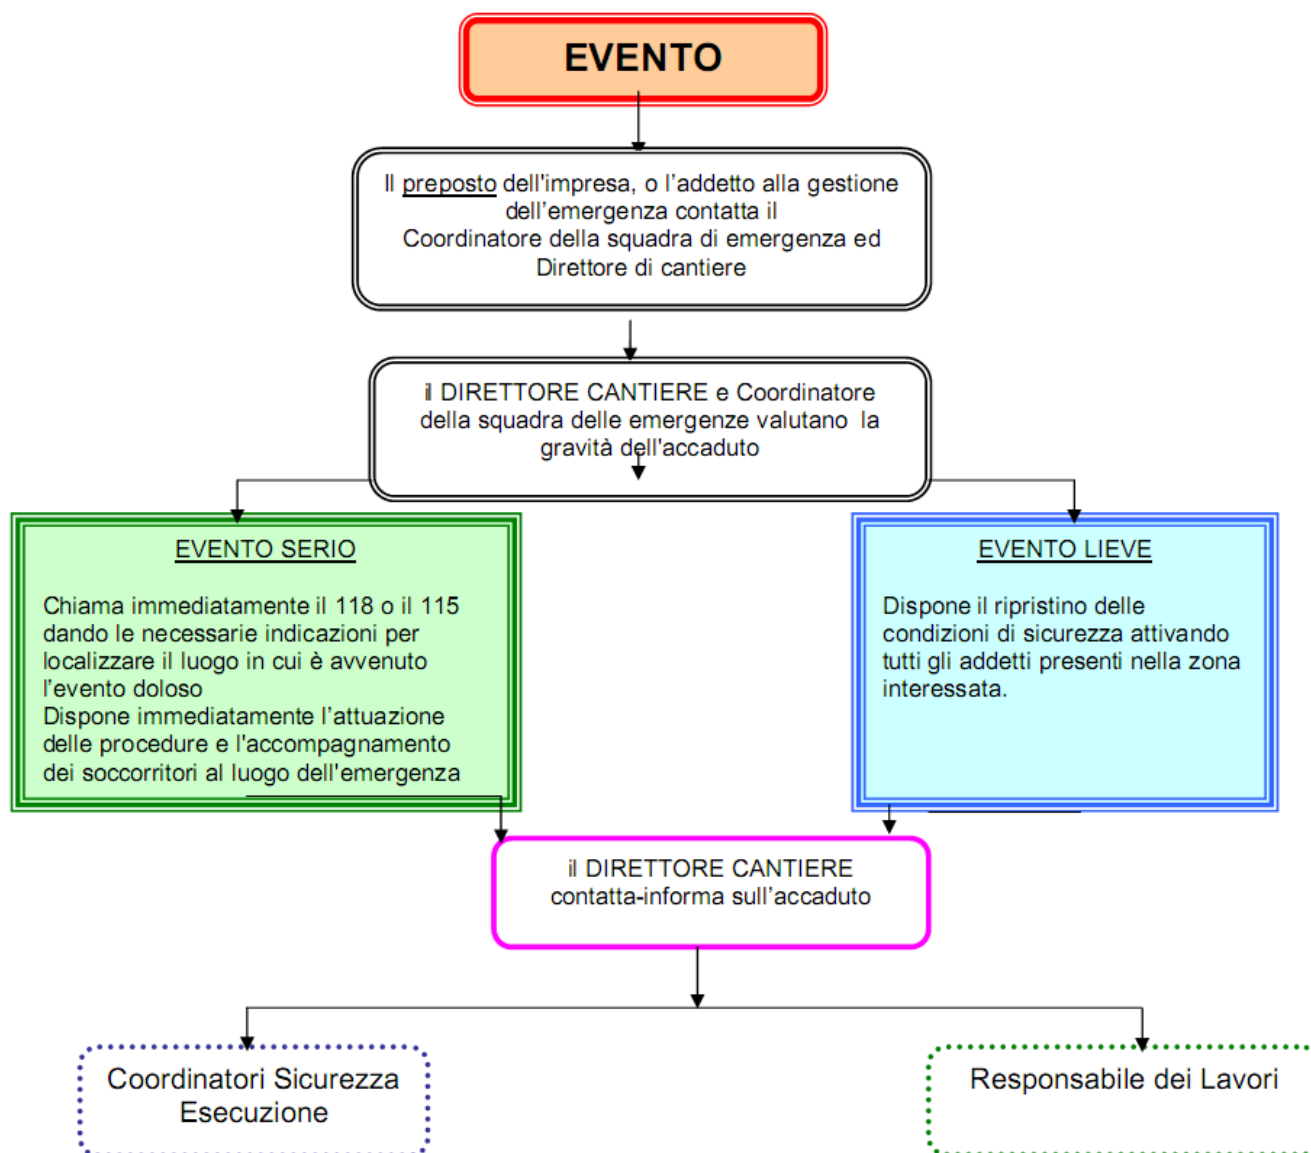 EVENTO
Il preposto dell'impresa, o l'addetto alla gestione
dell'emergenza contatta il
Coordinatore della squadra di emergenza ed
Direttore di cantiere
il DIRETTORE CANTIERE e Coordinatore
della squadra delle emergenze valutano la
gravità dell'accaduto
EVENTO SERIO
Chiama immediatamente il 118 o il 115
dando le necessarie indicazioni per
localizzare il luogo in cui è avvenuto
l'evento doloso
Dispone immediatamente l'attuazione
delle procedure e l'accompagnamento
dei soccorritori al luogo dell'emergenza
EVENTO LIEVE
Dispone il ripristino delle
condizioni di sicurezza attivando
tutti gli addetti presenti nella zona
interessata.
il DIRETTORE CANTIERE
contatta-informa sull'accaduto
Coordinatori Sicurezza
Esecuzione
Responsabile dei Lavori